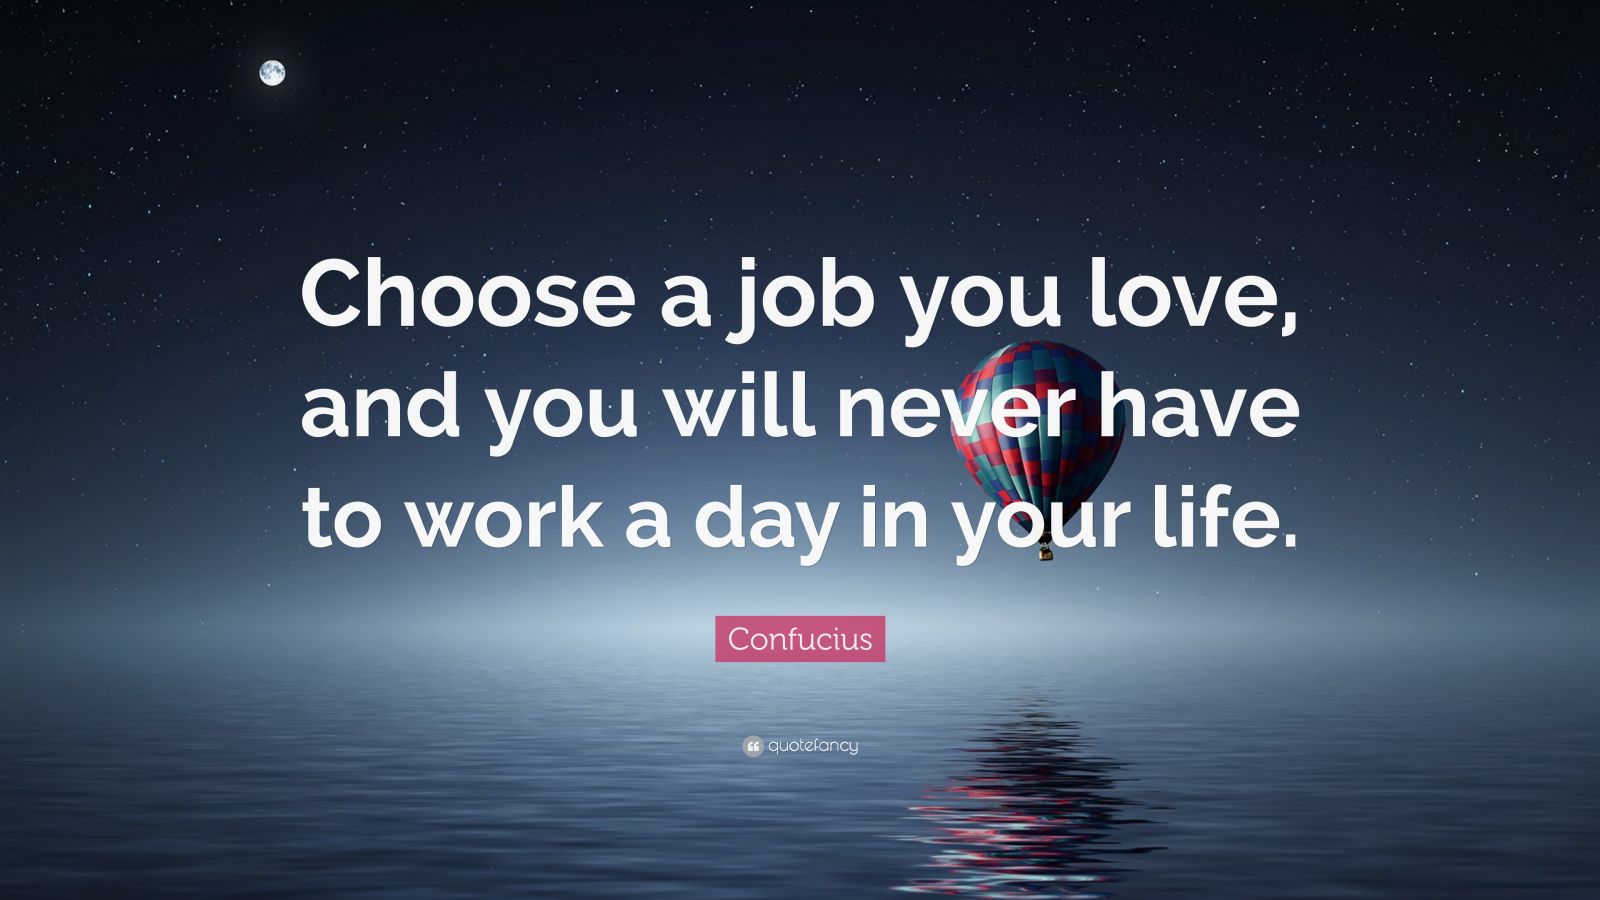 Choose a job you love,
and you will never have
to work a day in your life.
Confucius
quotefancy